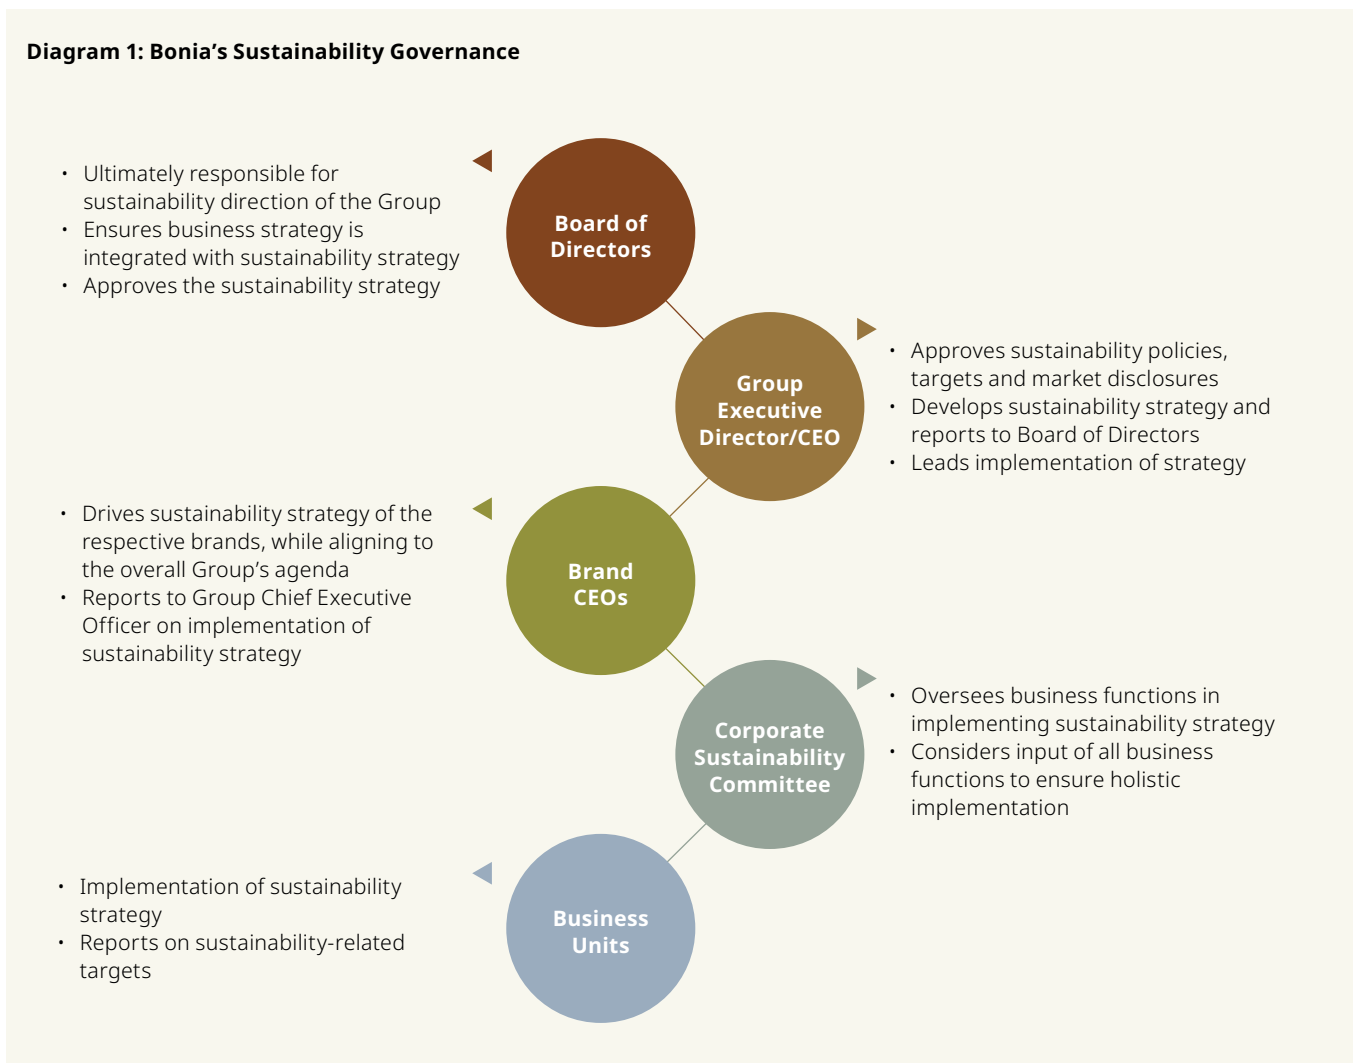 Diagram 1: Bonia’s Sustainability Governance
• Ultimately responsible for
sustainability direction of the Group
• Ensures business strategy is
integrated with sustainability strategy
• Approves the sustainability strategy
Board of
Directors
Group
Executive
Director/CEO
• Approves sustainability policies,
targets and market disclosures
• Develops sustainability strategy and
reports to Board of Directors
• Leads implementation of strategy
• Drives sustainability strategy of the
respective brands, while aligning to
the overall Group’s agenda
• Reports to Group Chief Executive
Officer on implementation of
sustainability strategy
Brand
CEOs
Corporate
Sustainability
Committee
• Oversees business functions in
implementing sustainability strategy
• Considers input of all business
functions to ensure holistic
implementation
• Implementation of sustainability
strategy
• Reports on sustainability-related
targets
Business
Units